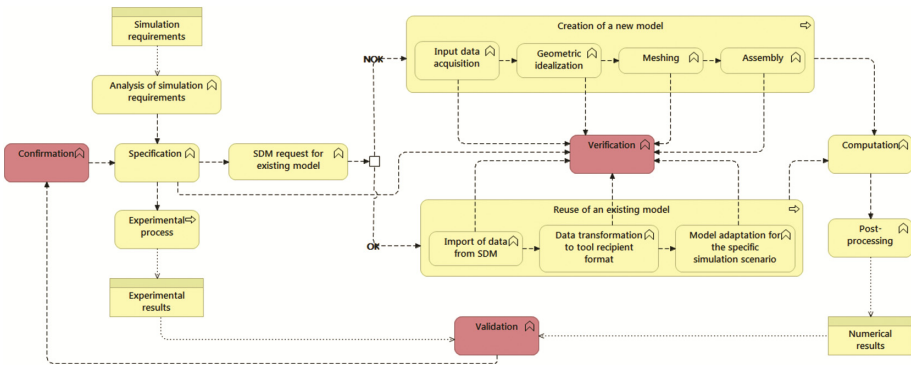 Simulation
requirements
Creation of a new model
Input data
acquisition
Geometric
idealization
Meshing
Assembly
NOK
Analysis of simulation
requirements
Confirmation
Specification
SDM request for
existing model
Verification
Computation
Experimental
process
Reuse of an existing model
OK
Import of data
from SDM
Data transformation
to tool recipient
format
Model adaptation for
the specific
simulation scenario
Post-
processing
Experimental
results
Validation
Numerical
results